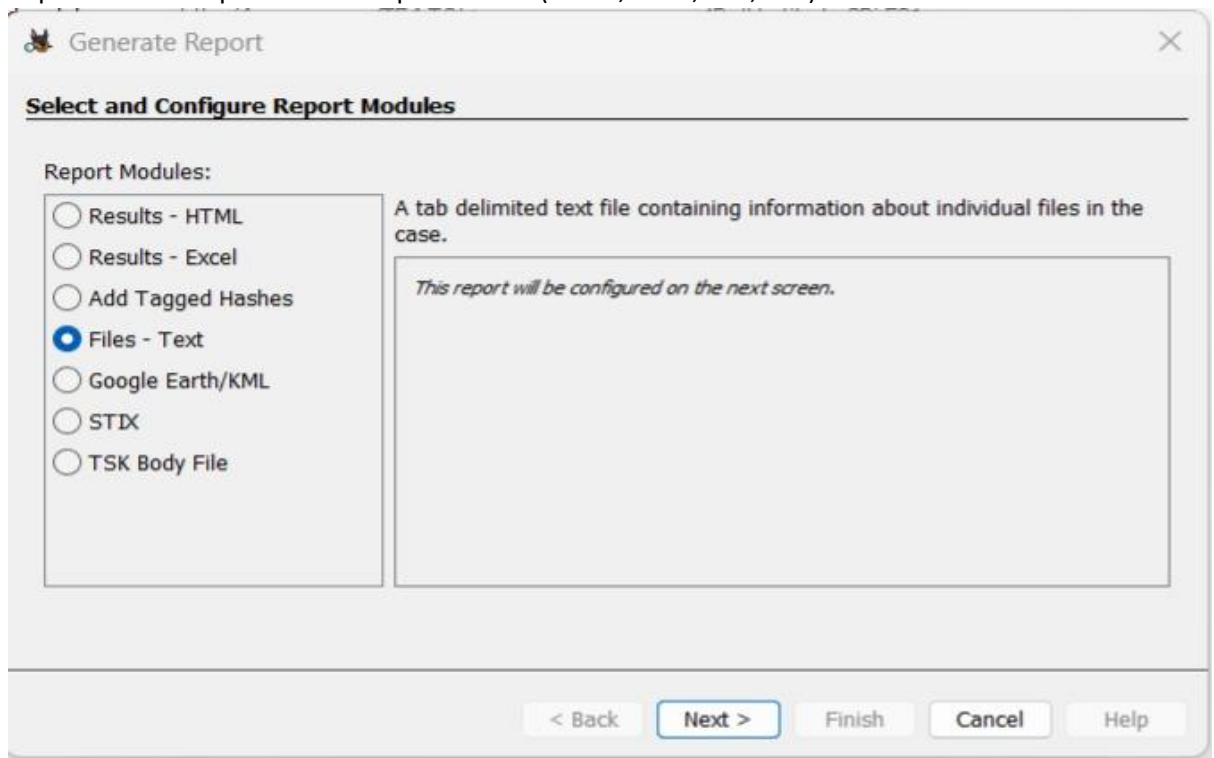 Generate Report
Select and Configure Report Modules
Report Modules:
Results - HTML
Results - Excel
Add Tagged Hashes
Files - Text
Google Earth/KML
STIX
TSK Body File
A tab delimited text file containing information about individual files in the
case.
This report will be configured on the next screen.
< Back
Next >
Finish
Cancel
Help